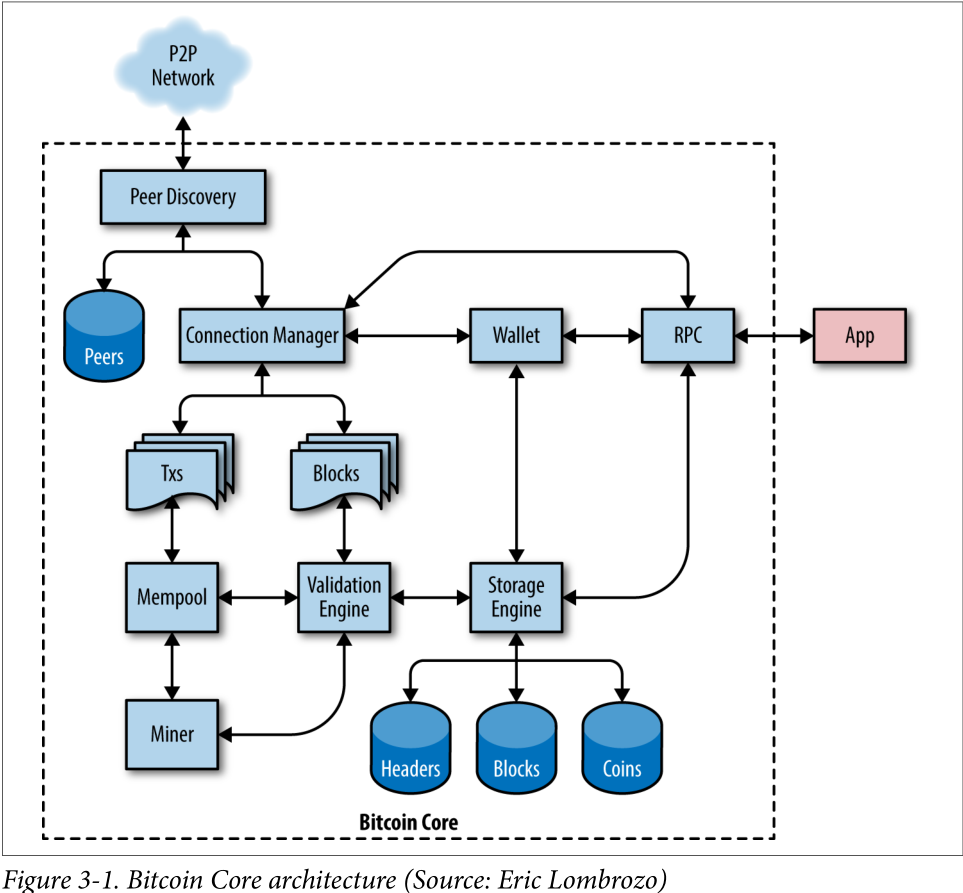 P2P
Network
Peer Discovery
Peers
Connection Manager
Wallet
RPC
App
Txs
Blocks
Mempool
Validation
Engine
Storage
Engine
Miner
Headers
Blocks
Coins
Bitcoin Core
Figure 3-1. Bitcoin Core architecture (Source: Eric Lombrozo)